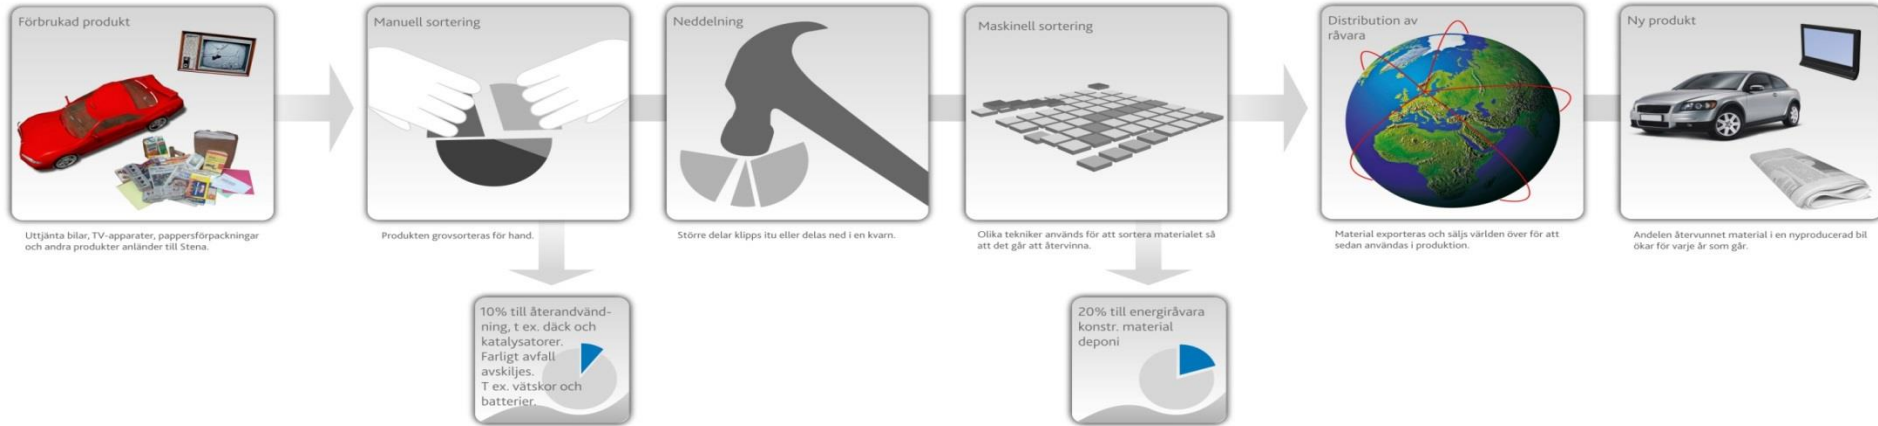 Förbrukad produkt
Uttjänta bilar, TV-apparater, pappersförpackningar
och andra produkter anländer till Stena.
Manuell sortering
Produkten grovsorteras för hand.
10% till återandvänd-
ning, t ex. däck och
katalysatorer.
Farligt avfall
avskiljes.
T ex. vätskor och
batterier.
Neddelning
Större delar klipps itu eller delas ned i en kvarn.
Maskinell sortering
Olika tekniker används för att sortera materialet så
att det går att återvinna.
20% till energiråvara
konstr. material
deponi
Distribution av
råvara
Material exporteras och säljs världen över för att
sedan användas i produktion.
Ny produkt
Andelen återvunnet material i en nyproducerad bil
ökar för varje år som går.